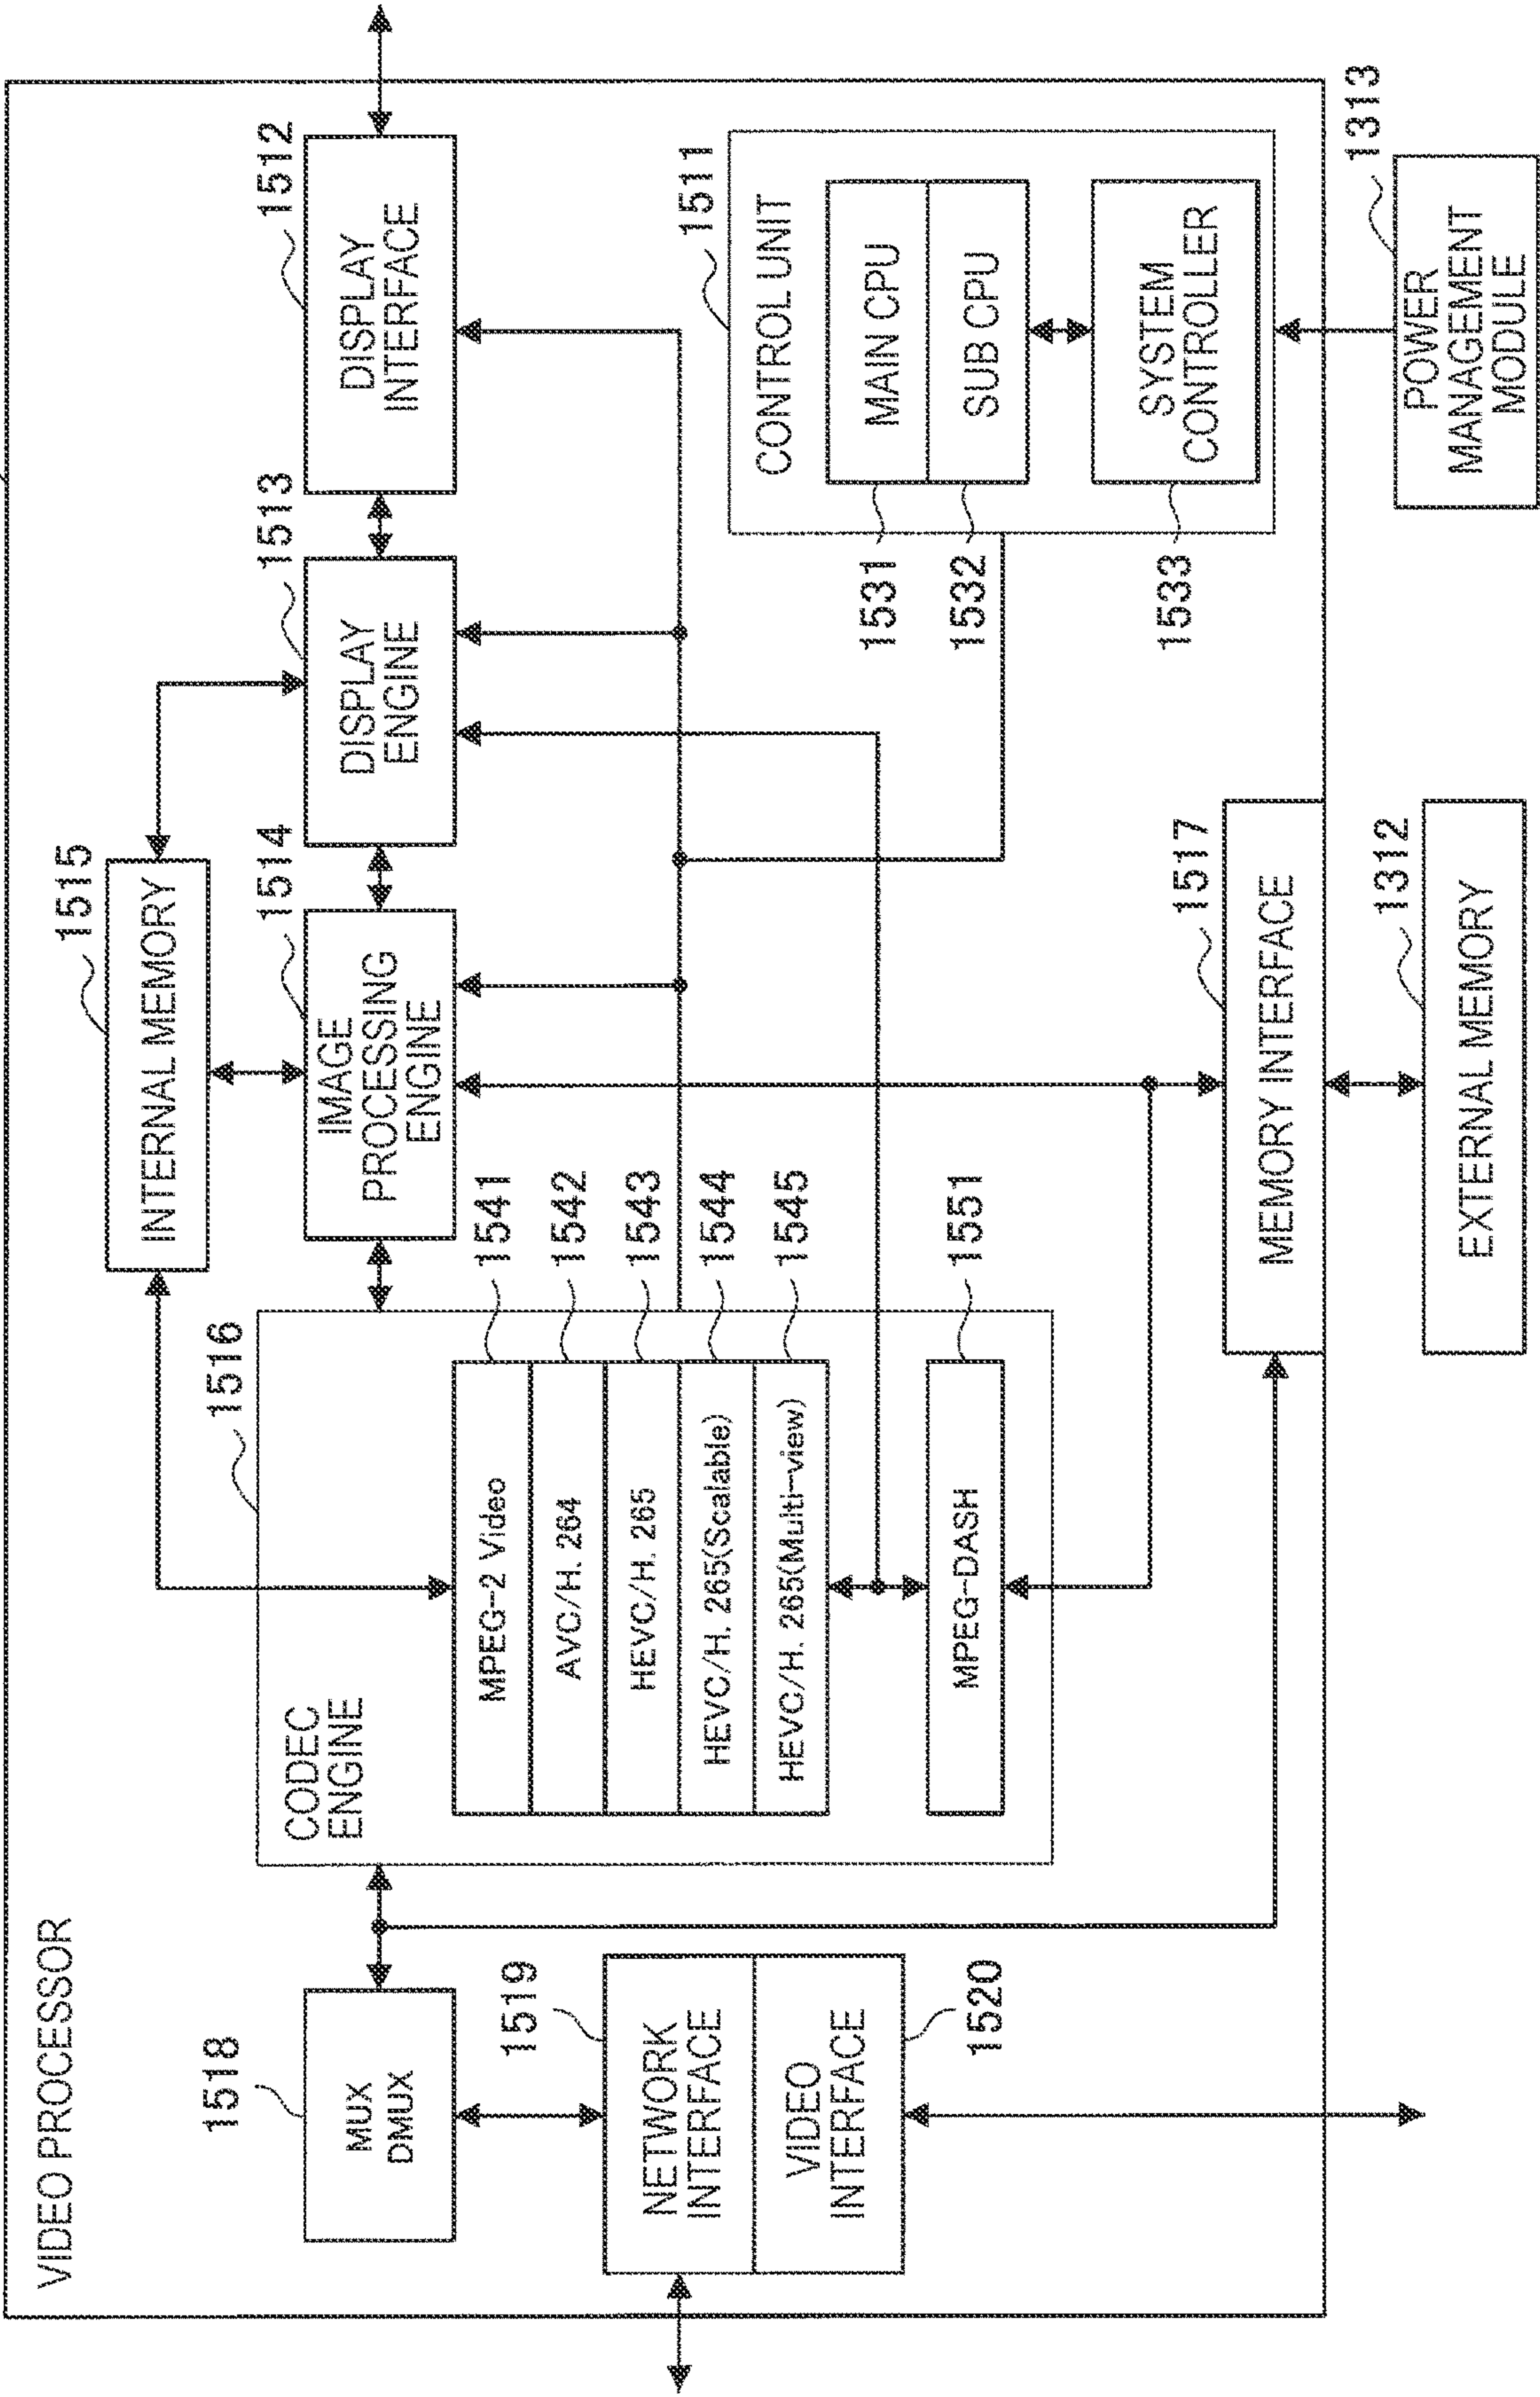 VIDEO PROCESSOR
1515
INTERNAL MEMORY
1518
MUX
DMUX
1516
CODEC
ENGINE
1514
IMAGE
PROCESSING
ENGINE
1513
DISPLAY
ENGINE
1512
DISPLAY
INTERFACE
MPEG-2 Video
1541
AVC/H. 264
1542
HEVC/H. 265
1543
HEVC/H. 265(Scalable)
1544
HEVC/H. 265(Multi-view)
1545
MPEG-DASH
1551
1519
NETWORK
INTERFACE
VIDEO
INTERFACE
1520
1511
CONTROL UNIT
MAIN CPU
1531
SUB CPU
1532
SYSTEM
CONTROLLER
1533
1517
MEMORY INTERFACE
1312
EXTERNAL MEMORY
1313
POWER
MANAGEMENT
MODULE